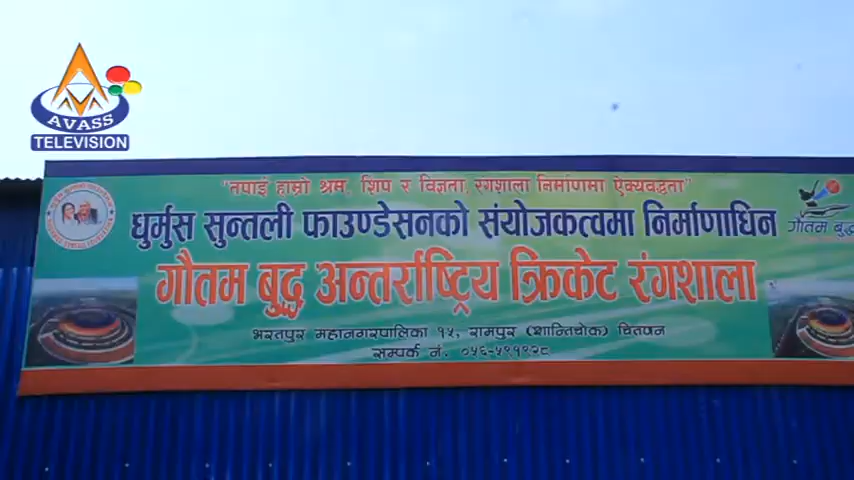 AVASS
TELEVISION
"तपाई हाम्रो श्रम, शिप र विज्ञता, रंगशाला निर्माणमा ऐक्यवद्धता"
धुर्मुस सुन्तली फाउण्डेसनको संयोजकत्वमा निर्माणाधिन
गौतम बुद्ध अन्तर्राष्ट्रिय क्रिकेट रंगशाला
भरतपुर महानगरपालिका १५, रामपुर (शान्तिचोक) चितवन
सम्पर्क नं. ०५६-५९१९२८
गौतम बुद्ध